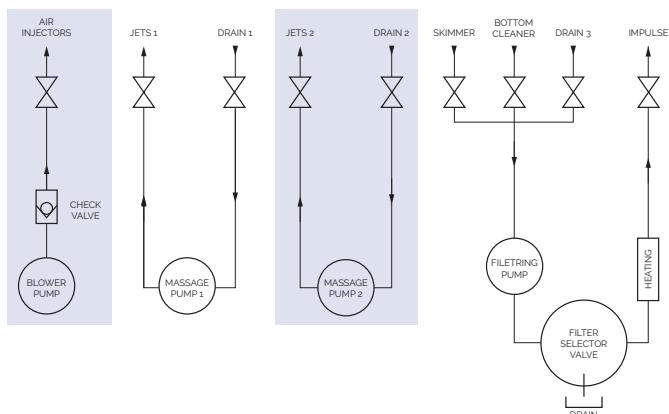 AIR
INJECTORS
JETS 1
DRAIN 1
JETS 2
DRAIN 2
SKIMMER
BOTTOM
CLEANER
DRAIN 3
IMPULSE
CHECK
VALVE
BLOWER
PUMP
MASSAGE
PUMP 1
MASSAGE
PUMP 2
FILETRING
PUMP
HEATING
FILTER
SELECTOR
VALVE
DRAIN